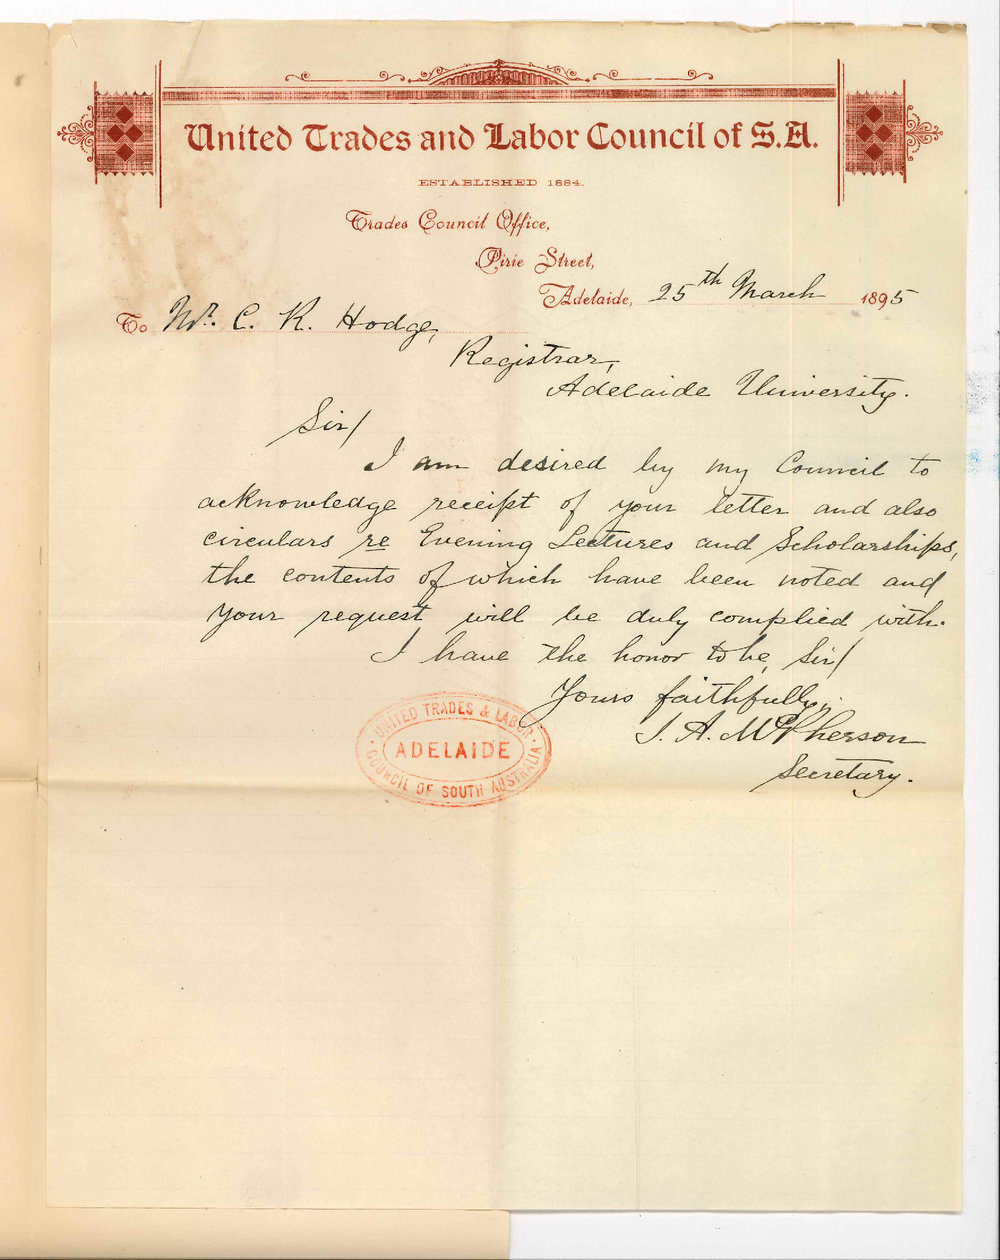 United Trades and Labor Council of S.A.
ESTABLISHED 1884.
Trades Council Office,
Pirie Street,
Adelaide, 25th March 1895
To Mr. C. R. Hodge,
Registrar,
Adelaide University.
Sir/
I am desired by my Council to
acknowledge receipt of your letter and also
circulars re Evening Lectures and Scholarships,
the contents of which have been noted and
your request will be duly complied with.
I have the honor to be, Sir/
Yours faithfully,
J. A. McPherson
Secretary.
UNITED TRADES & LABOR
ADELAIDE
COUNCIL OF SOUTH AUSTRALIA